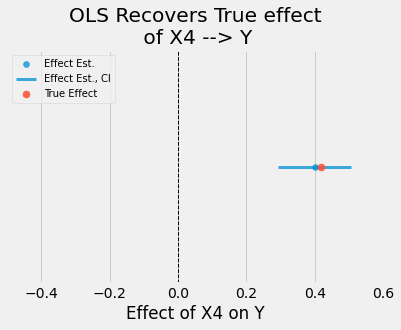 OLS Recovers True effect
of X4 --> Y
Effect Est.
Effect Est., CI
True Effect
−0.4 −0.2 0.0 0.2 0.4 0.6
Effect of X4 on Y